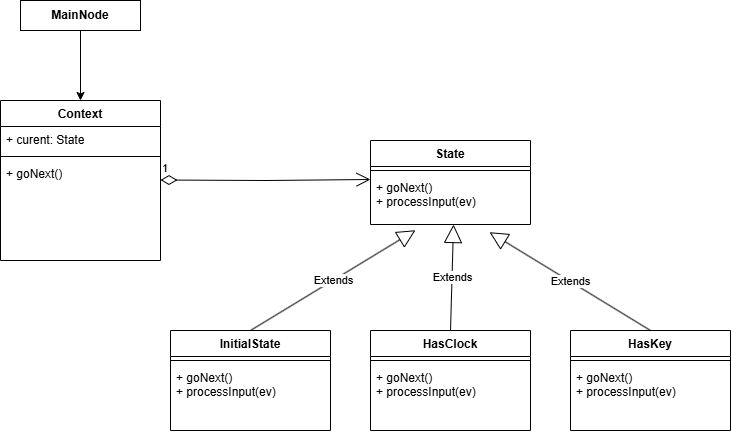 MainNode
Context
+ curent: State
+ goNext()
1
State
+ goNext()
+ processInput(ev)
Extends
Extends
Extends
InitialState
+ goNext()
+ processInput(ev)
HasClock
+ goNext()
+ processInput(ev)
HasKey
+ goNext()
+ processInput(ev)